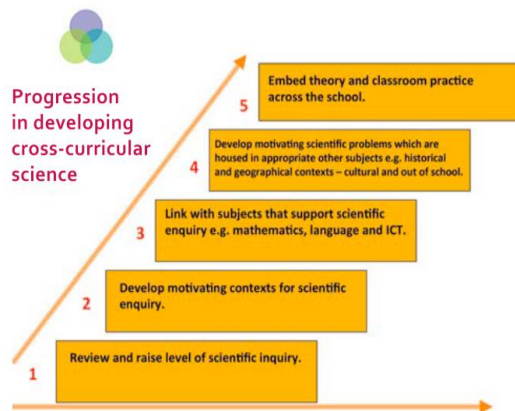 Progression
in developing
cross-curricular
science
5
Embed theory and classroom practice
across the school.
4
Develop motivating scientific problems which are
housed in appropriate other subjects e.g. historical
and geographical contexts – cultural and out of school.
3
Link with subjects that support scientific
enquiry e.g. mathematics, language and ICT.
2
Develop motivating contexts for scientific
enquiry.
1
Review and raise level of scientific inquiry.